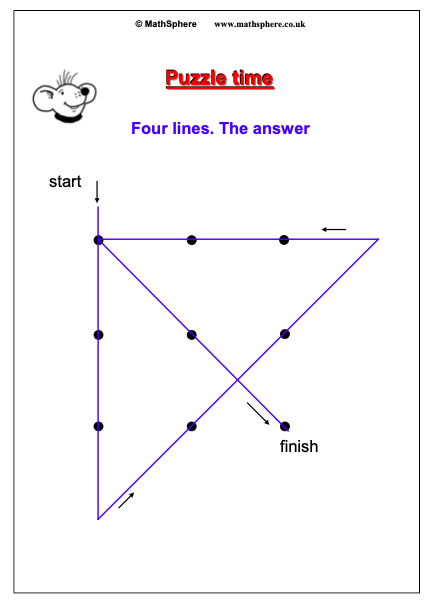 © MathSphere www.mathsphere.co.uk
Puzzle time
Four lines. The answer
start
finish